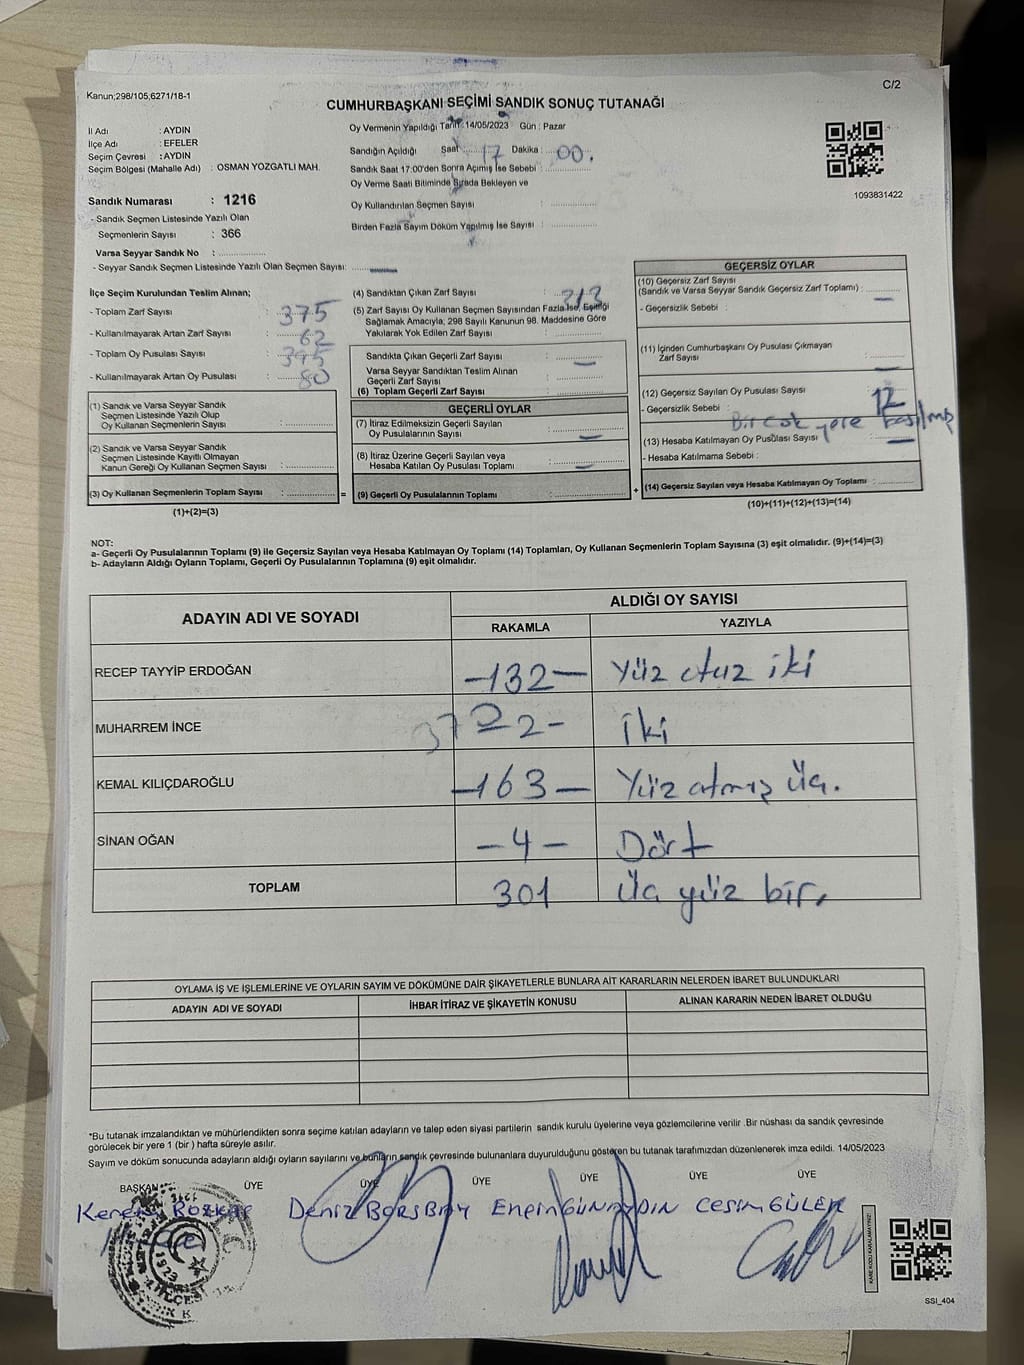 Kanun;298/105,6271/18-1
C/2
CUMHURBAŞKANI SEÇİMİ SANDIK SONUÇ TUTANAĞI
İl Adı : AYDIN
İlçe Adı : EFELER
Seçim Çevresi : AYDIN
Seçim Bölgesi (Mahalle Adı) : OSMAN YOZGATLI MAH.
Sandık Numarası : 1216
- Sandık Seçmen Listesinde Yazılı Olan
Seçmenlerin Sayısı : 366
Varsa Seyyar Sandık No :
- Seyyar Sandık Seçmen Listesinde Yazılı Olan Seçmen Sayısı:
Oy Vermenin Yapıldığı Tarih: 14/05/2023 Gün : Pazar
Sandığın Açıldığı Saat : 17 Dakika : 00.
Sandık Saat 17:00'den Sonra Açımış İse Sebebi :
Oy Verme Saati Bitiminde Sırada Bekleyen ve
Oy Kullandırılan Seçmen Sayısı :
Birden Fazla Sayım Döküm Yapılmış İse Sayısı :
1093831422
İlçe Seçim Kurulundan Teslim Alınan;
- Toplam Zarf Sayısı : 375
- Kullanılmayarak Artan Zarf Sayısı : 62
- Toplam Oy Pusulası Sayısı :
- Kullanılmayarak Artan Oy Pusulası : 80
(1) Sandık ve Varsa Seyyar Sandık
Seçmen Listesinde Yazılı Olup
Oy Kullanan Seçmenlerin Sayısı :
(2) Sandık ve Varsa Seyyar Sandık
Seçmen Listesinde Kayıtlı Olmayan
Kanun Gereği Oy Kullanan Seçmen Sayısı :
(3) Oy Kullanan Seçmenlerin Toplam Sayısı : =
(1)+(2)=(3)
(4) Sandıktan Çıkan Zarf Sayısı : 313
(5) Zarf Sayısı Oy Kullanan Seçmen Sayısından Fazla İse, Eşitliği
Sağlamak Amacıyla; 298 Sayılı Kanunun 98. Maddesine Göre
Yakılarak Yok Edilen Zarf Sayısı :
Sandıkta Çıkan Geçerli Zarf Sayısı :
Varsa Seyyar Sandıktan Teslim Alınan
Geçerli Zarf Sayısı :
(6) Toplam Geçerli Zarf Sayısı
GEÇERLİ OYLAR
(7) İtiraz Edilmeksizin Geçerli Sayılan
Oy Pusulalarının Sayısı :
(8) İtiraz Üzerine Geçerli Sayılan veya
Hesaba Katılan Oy Pusulası Toplamı :
(9) Geçerli Oy Pusulalarının Toplamı : +
GEÇERSİZ OYLAR
(10) Geçersiz Zarf Sayısı
(Sandık ve Varsa Seyyar Sandık Geçersiz Zarf Toplamı) :
- Geçersizlik Sebebi :
(11) İçinden Cumhurbaşkanı Oy Pusulası Çıkmayan
Zarf Sayısı :
(12) Geçersiz Sayılan Oy Pusulası Sayısı : 12
- Geçersizlik Sebebi : Bir çok yere basılmış
(13) Hesaba Katılmayan Oy Pusulası Sayısı :
- Hesaba Katılmama Sebebi :
(14) Geçersiz Sayılan veya Hesaba Katılmayan Oy Toplamı :
(10)+(11)+(12)+(13)=(14)
NOT:
a- Geçerli Oy Pusulalarının Toplamı (9) ile Geçersiz Sayılan veya Hesaba Katılmayan Oy Toplamı (14) Toplamları, Oy Kullanan Seçmenlerin Toplam Sayısına (3) eşit olmalıdır. (9)+(14)=(3)
b- Adayların Aldığı Oyların Toplamı, Geçerli Oy Pusulalarının Toplamına (9) eşit olmalıdır.
ADAYIN ADI VE SOYADI ALDIĞI OY SAYISI
RAKAMLA YAZIYLA
RECEP TAYYİP ERDOĞAN -132- Yüz otuz iki
MUHARREM İNCE 2- İki
KEMAL KILIÇDAROĞLU -163- Yüz atmış üç.
SİNAN OĞAN -4- Dört
TOPLAM 301 Üç yüz bir.
OYLAMA İŞ VE İŞLEMLERİNE VE OYLARIN SAYIM VE DÖKÜMÜNE DAİR ŞİKAYETLERLE BUNLARA AİT KARARLARIN NELERDEN İBARET BULUNDUKLARI
ADAYIN ADI VE SOYADI İHBAR İTİRAZ VE ŞİKAYETİN KONUSU ALINAN KARARIN NEDEN İBARET OLDUĞU
*Bu tutanak imzalandıktan ve mühürlendikten sonra seçime katılan adayların ve talep eden siyasi partilerin sandık kurulu üyelerine veya gözlemcilerine verilir .Bir nüshası da sandık çevresinde
görülecek bir yere 1 (bir ) hafta süreyle asılır.
Sayım ve döküm sonucunda adayların aldığı oyların sayılarını ve bunların sandık çevresinde bulunanlara duyurulduğunu gösteren bu tutanak tarafımızdan düzenlenerek imza edildi. 14/05/2023
BAŞKAN ÜYE ÜYE ÜYE ÜYE ÜYE ÜYE
Kerem BOZKAŞ Deniz BORSBAY Engin GÜNAYDIN CESİM GÜLER
SSI_404